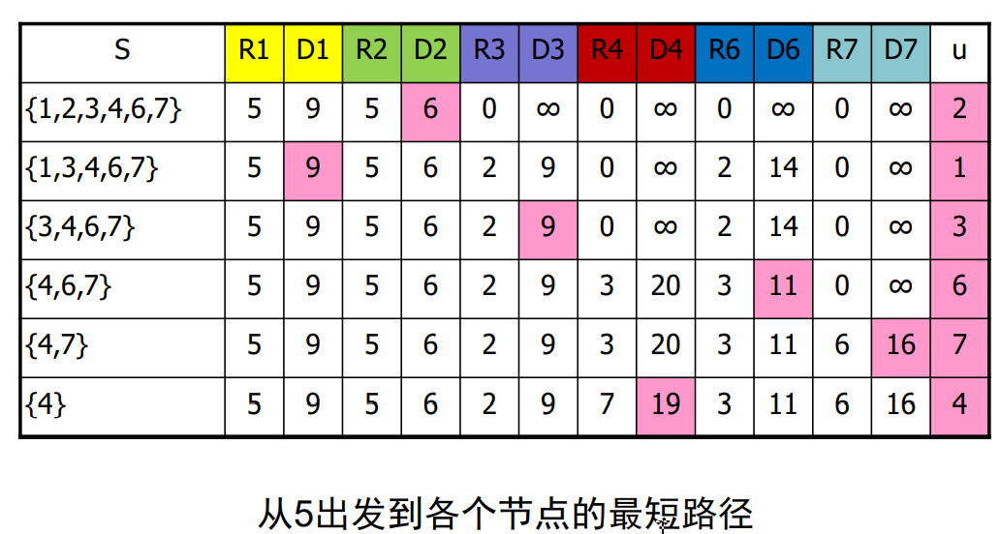 S R1 D1 R2 D2 R3 D3 R4 D4 R6 D6 R7 D7 u
{1,2,3,4,6,7} 5 9 5 6 0 ∞ 0 ∞ 0 ∞ 0 ∞ 2
{1,3,4,6,7} 5 9 5 6 2 9 0 ∞ 2 14 0 ∞ 1
{3,4,6,7} 5 9 5 6 2 9 0 ∞ 2 14 0 ∞ 3
{4,6,7} 5 9 5 6 2 9 3 20 3 11 0 ∞ 6
{4,7} 5 9 5 6 2 9 3 20 3 11 6 16 7
{4} 5 9 5 6 2 9 7 19 3 11 6 16 4
从5出发到各个节点的最短路径